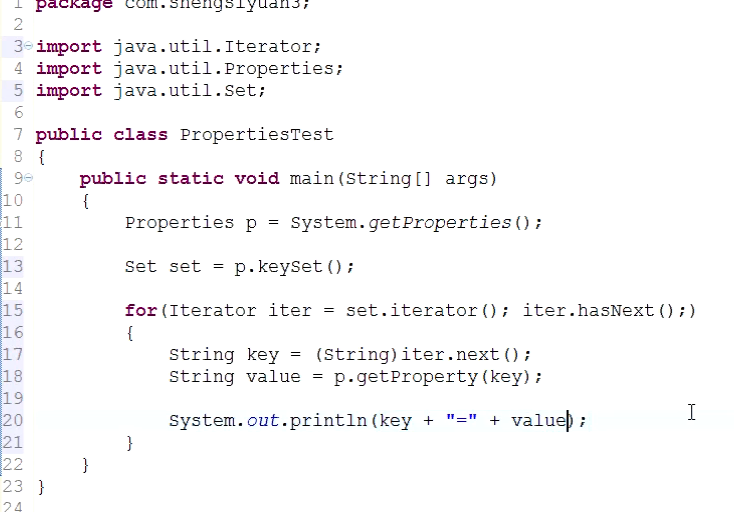 1 package com.shengsiyuan3;
2
3 import java.util.Iterator;
4 import java.util.Properties;
5 import java.util.Set;
6
7 public class PropertiesTest
8 {
9 public static void main(String[] args)
10 {
11 Properties p = System.getProperties();
12
13 Set set = p.keySet();
14
15 for(Iterator iter = set.iterator(); iter.hasNext();)
16 {
17 String key = (String)iter.next();
18 String value = p.getProperty(key);
19
20 System.out.println(key + "=" + value);
21 }
22 }
23 }
24